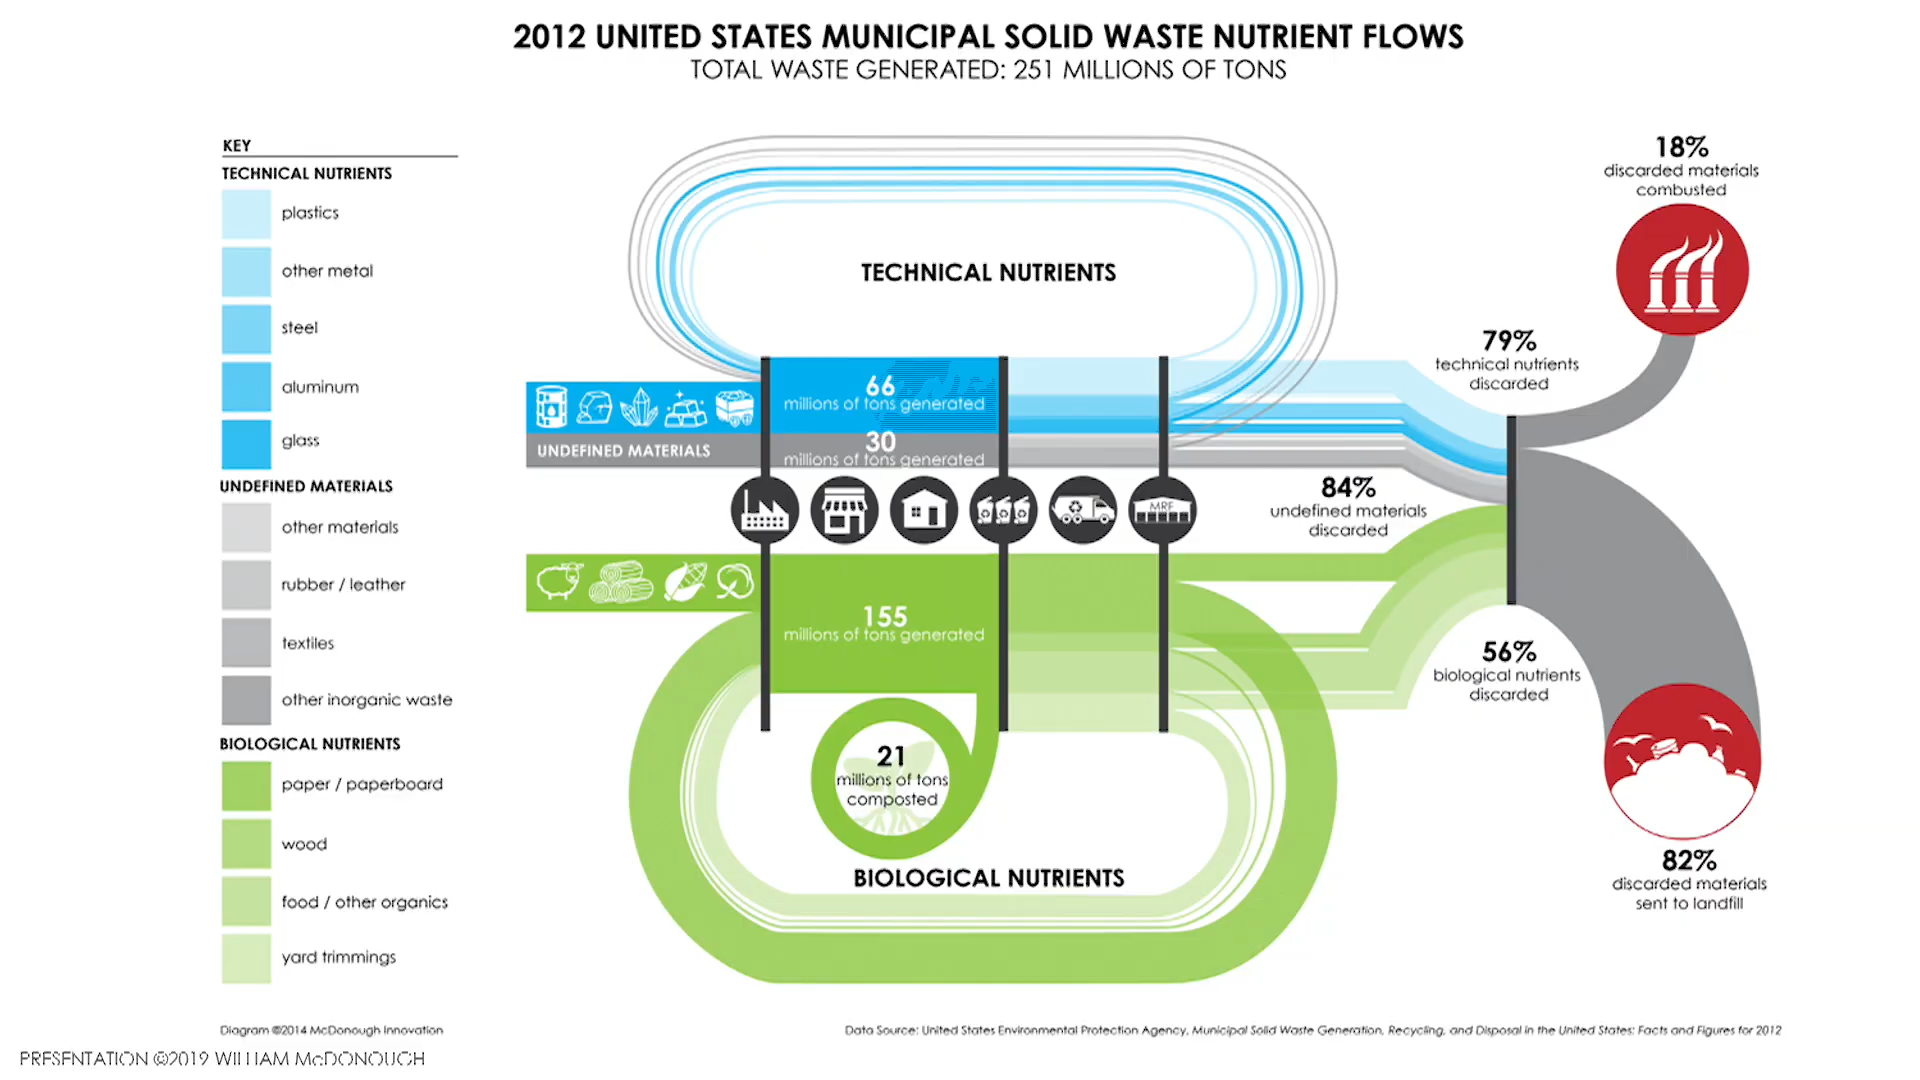 2012 UNITED STATES MUNICIPAL SOLID WASTE NUTRIENT FLOWS
TOTAL WASTE GENERATED: 251 MILLIONS OF TONS
KEY
TECHNICAL NUTRIENTS
plastics
other metal
steel
aluminum
glass
UNDEFINED MATERIALS
other materials
rubber / leather
textiles
other inorganic waste
BIOLOGICAL NUTRIENTS
paper / paperboard
wood
food / other organics
yard trimmings
TECHNICAL NUTRIENTS
66
millions of tons generated
UNDEFINED MATERIALS
30
millions of tons generated
MRF
155
millions of tons generated
21
millions of tons
composted
BIOLOGICAL NUTRIENTS
18%
discarded materials
combusted
79%
technical nutrients
discarded
84%
undefined materials
discarded
56%
biological nutrients
discarded
82%
discarded materials
sent to landfill
Diagram ©2014 McDonough Innovation
Data Source: United States Environmental Protection Agency, Municipal Solid Waste Generation, Recycling, and Disposal in the United States: Facts and Figures for 2012
PRESENTATION ©2019 WILLIAM McDONOUGH